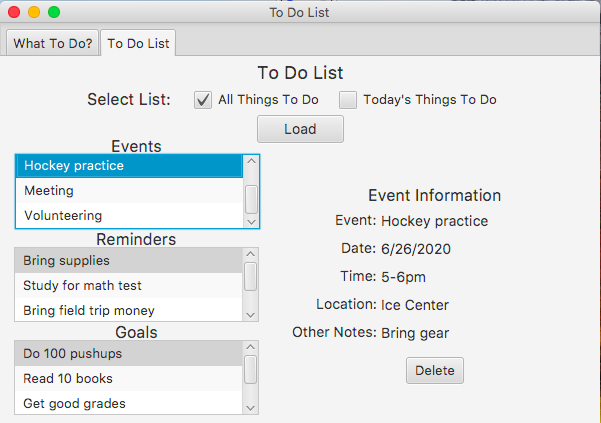 To Do List
What To Do? To Do List
To Do List
Select List: All Things To Do Today's Things To Do
Load
Events
Hockey practice
Meeting
Volunteering
Reminders
Bring supplies
Study for math test
Bring field trip money
Goals
Do 100 pushups
Read 10 books
Get good grades
Event Information
Event: Hockey practice
Date: 6/26/2020
Time: 5-6pm
Location: Ice Center
Other Notes: Bring gear
Delete